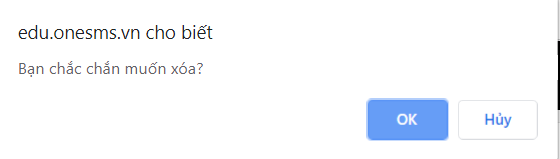 edu.onesms.vn cho biết
Bạn chắc chắn muốn xóa?
OK Hủy